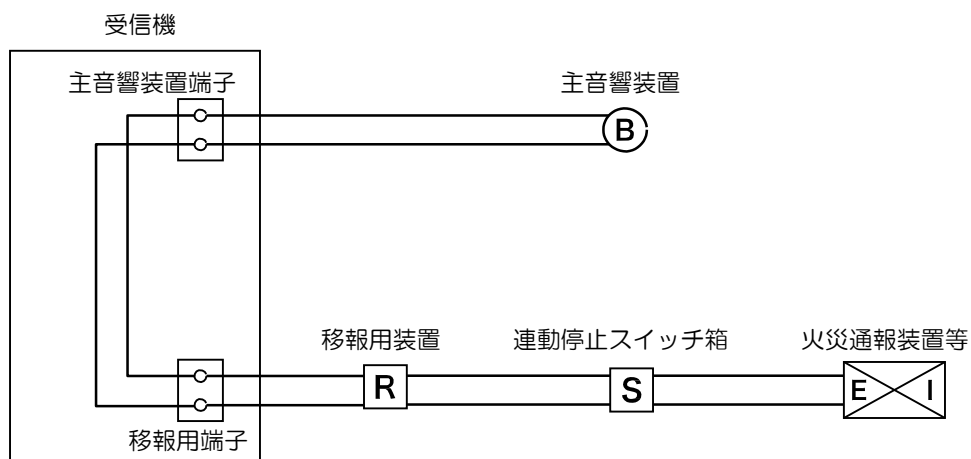 受信機
主音響装置端子
主音響装置
B
移報用装置
連動停止スイッチ箱
火災通報装置等
R
S
E I
移報用端子